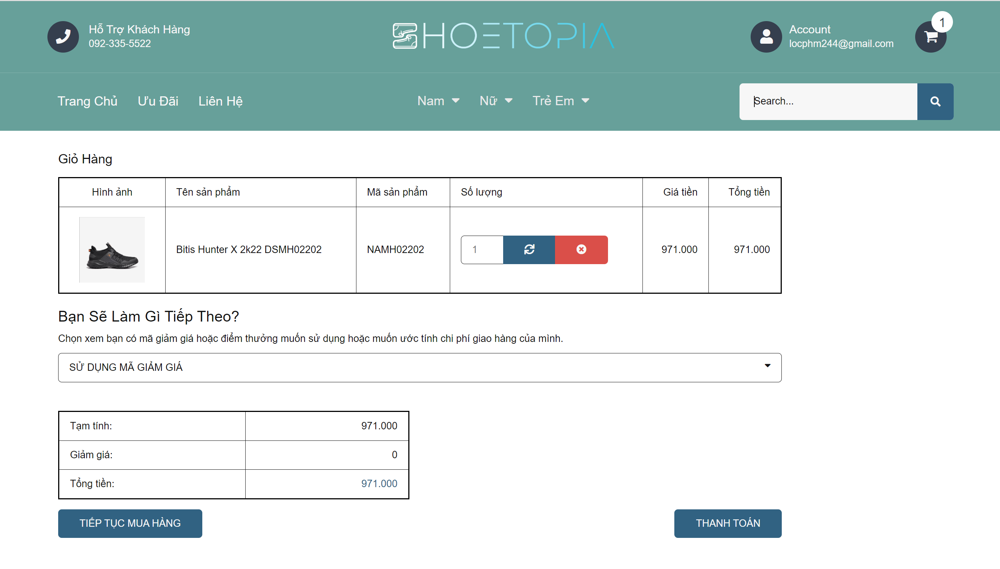 Hỗ Trợ Khách Hàng
092-335-5522
SHOETOPIA
Account
locphm244@gmail.com
1
Trang Chủ Ưu Đãi Liên Hệ
Nam Nữ Trẻ Em
Search...
Giỏ Hàng
Hình ảnh Tên sản phẩm Mã sản phẩm Số lượng Giá tiền Tổng tiền
Bitis Hunter X 2k22 DSMH02202 NAMH02202 1 971.000 971.000
Bạn Sẽ Làm Gì Tiếp Theo?
Chọn xem bạn có mã giảm giá hoặc điểm thưởng muốn sử dụng hoặc muốn ước tính chi phí giao hàng của mình.
SỬ DỤNG MÃ GIẢM GIÁ
Tạm tính: 971.000
Giảm giá: 0
Tổng tiền: 971.000
TIẾP TỤC MUA HÀNG
THANH TOÁN